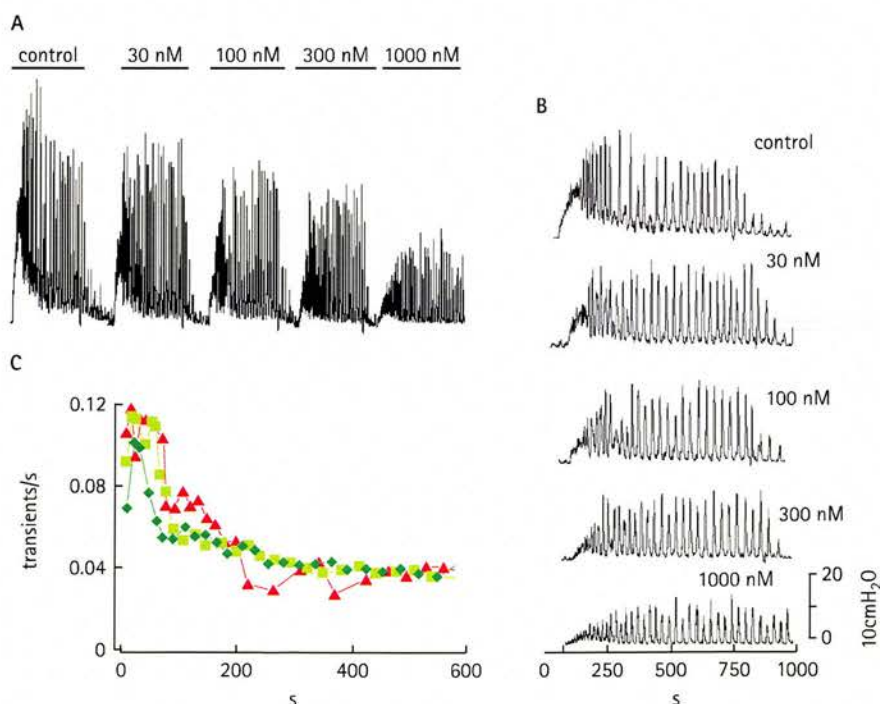 A
control 30 nM 100 nM 300 nM 1000 nM
B
control
30 nM
100 nM
300 nM
1000 nM
20
0
10cmH2O
0 250 500 750 1000
s
C
0.12
0.08
0.04
0
transients/s
0 200 400 600
s